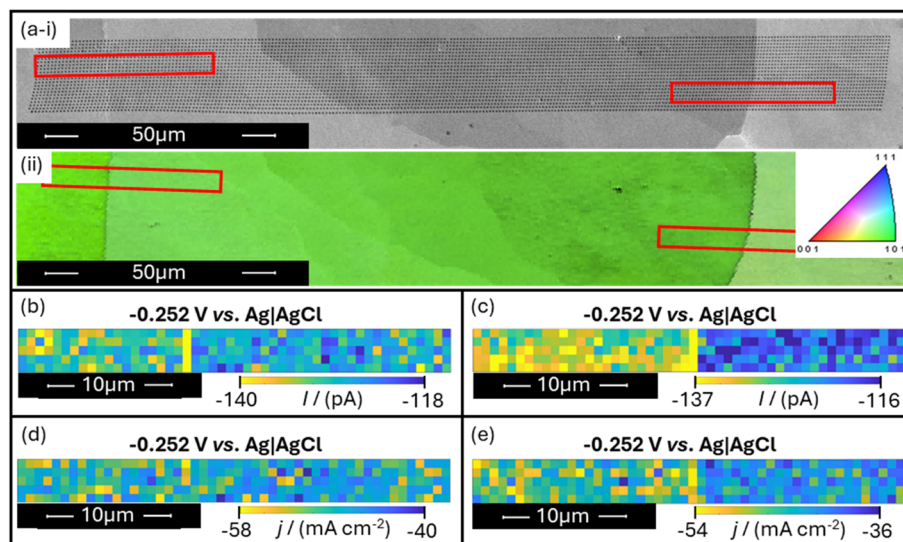 (a-i)
50μm
(ii)
111
001
101
50μm
(b)
-0.252 V vs. Ag|AgCl
10μm
-140
I / (pA)
-118
(c)
-0.252 V vs. Ag|AgCl
10μm
-137
I / (pA)
-116
(d)
-0.252 V vs. Ag|AgCl
10μm
-58
j / (mA cm⁻²)
-40
(e)
-0.252 V vs. Ag|AgCl
10μm
-54
j / (mA cm⁻²)
-36